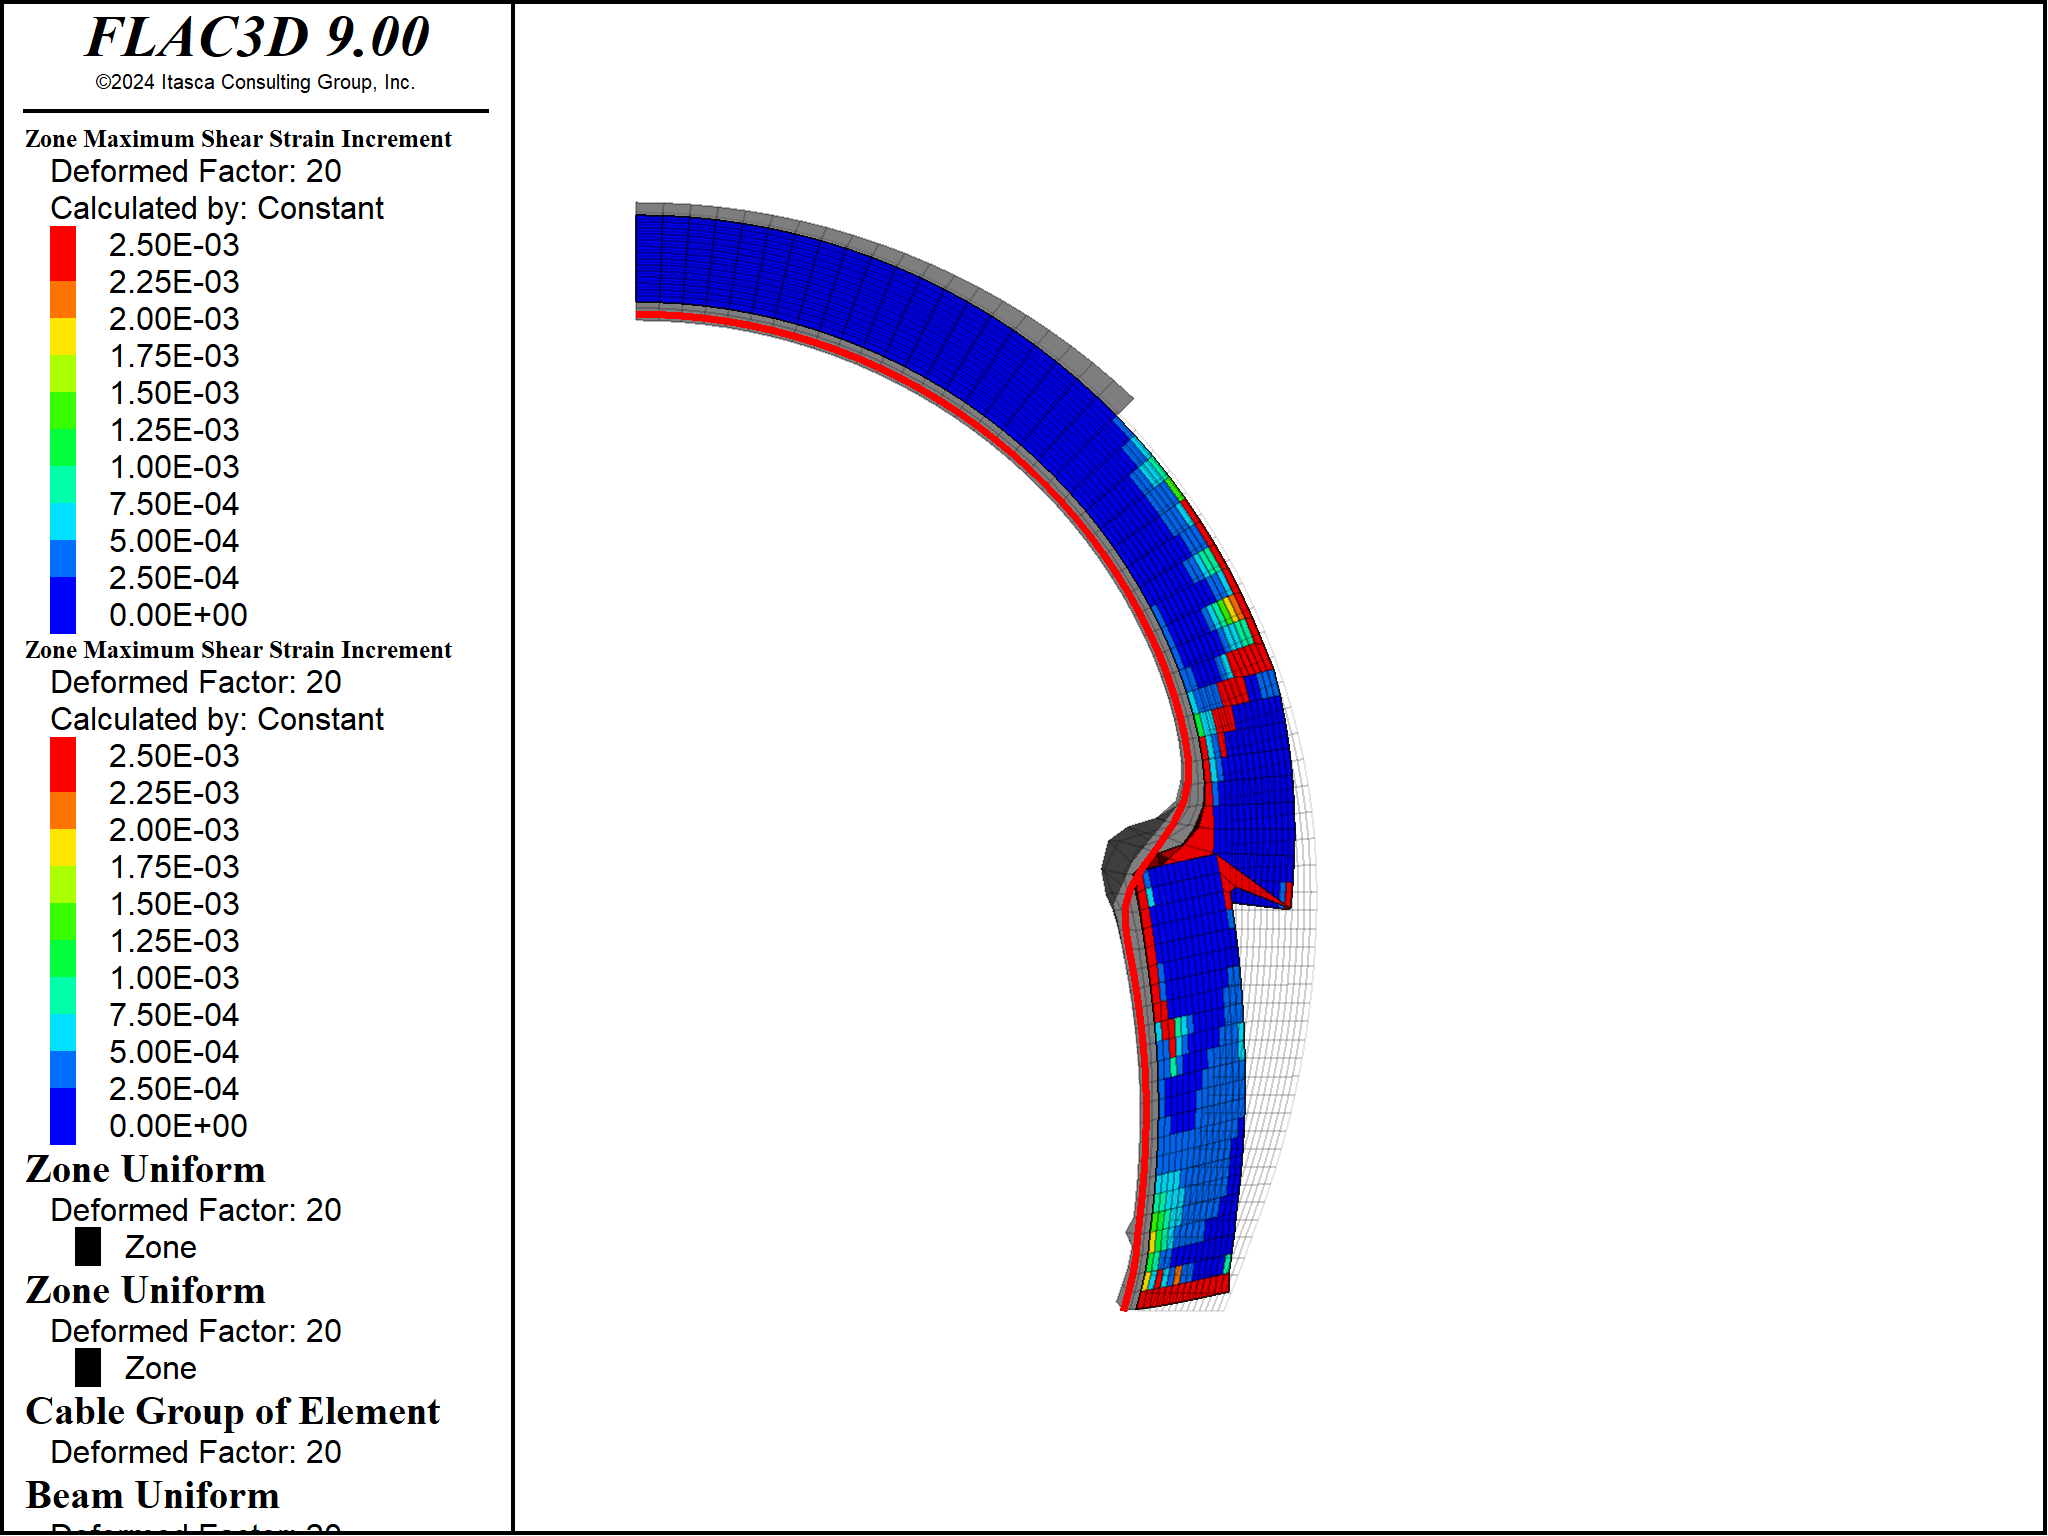 FLAC3D 9.00
©2024 Itasca Consulting Group, Inc.
Zone Maximum Shear Strain Increment
Deformed Factor: 20
Calculated by: Constant
2.50E-03
2.25E-03
2.00E-03
1.75E-03
1.50E-03
1.25E-03
1.00E-03
7.50E-04
5.00E-04
2.50E-04
0.00E+00
Zone Maximum Shear Strain Increment
Deformed Factor: 20
Calculated by: Constant
2.50E-03
2.25E-03
2.00E-03
1.75E-03
1.50E-03
1.25E-03
1.00E-03
7.50E-04
5.00E-04
2.50E-04
0.00E+00
Zone Uniform
Deformed Factor: 20
Zone
Zone Uniform
Deformed Factor: 20
Zone
Cable Group of Element
Deformed Factor: 20
Beam Uniform
Deformed Factor: 20